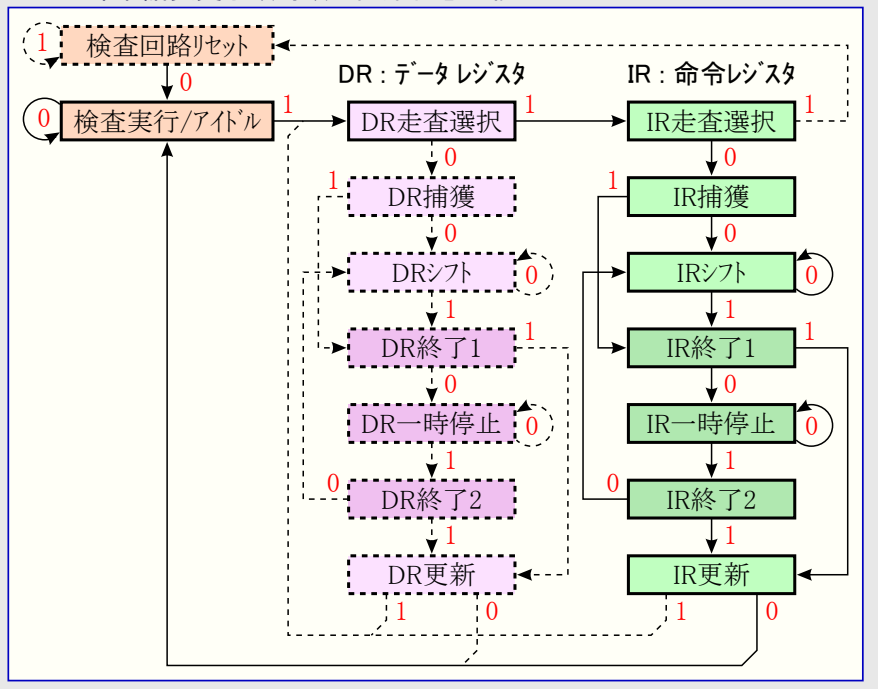 1
検査回路リセット
0
DR : データ レジスタ
IR : 命令レジスタ
0
検査実行/アイドル
1
DR走査選択
1
IR走査選択
1
0
0
1
DR捕獲
1
IR捕獲
0
0
DRシフト
0
IRシフト
0
1
1
DR終了1
1
IR終了1
1
0
0
DR一時停止
0
IR一時停止
0
1
1
0
DR終了2
0
IR終了2
1
1
DR更新
IR更新
1
0
1
0